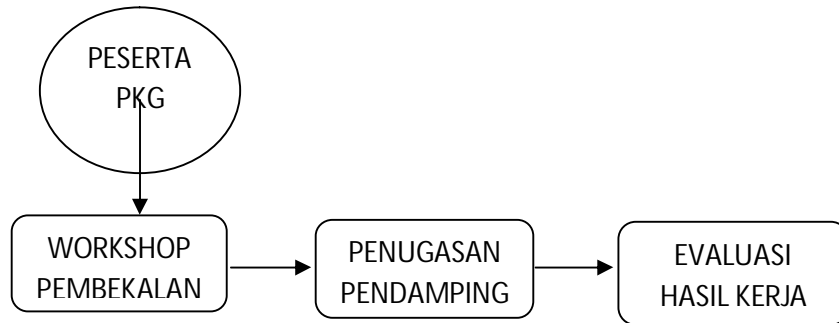 PESERTA
PKG
WORKSHOP
PEMBEKALAN
PENUGASAN
PENDAMPING
EVALUASI
HASIL KERJA